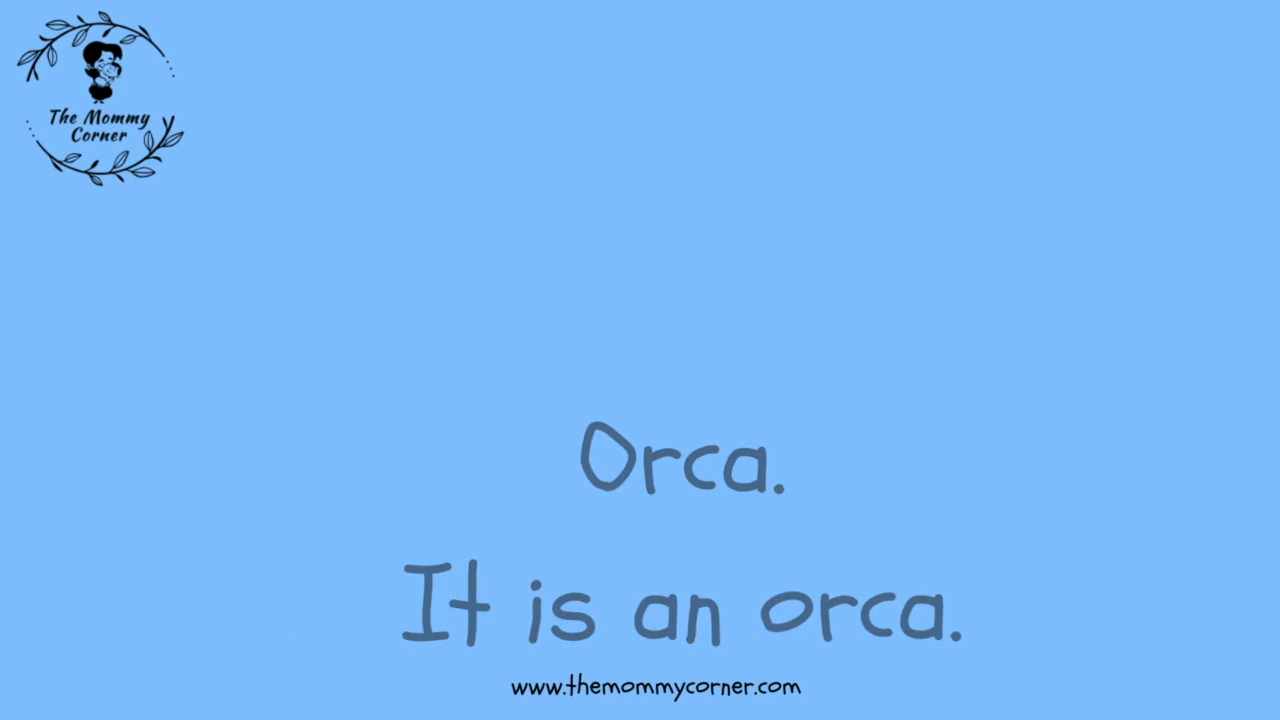 The Mommy
Corner
Orca.
It is an orca.
www.themommycorner.com